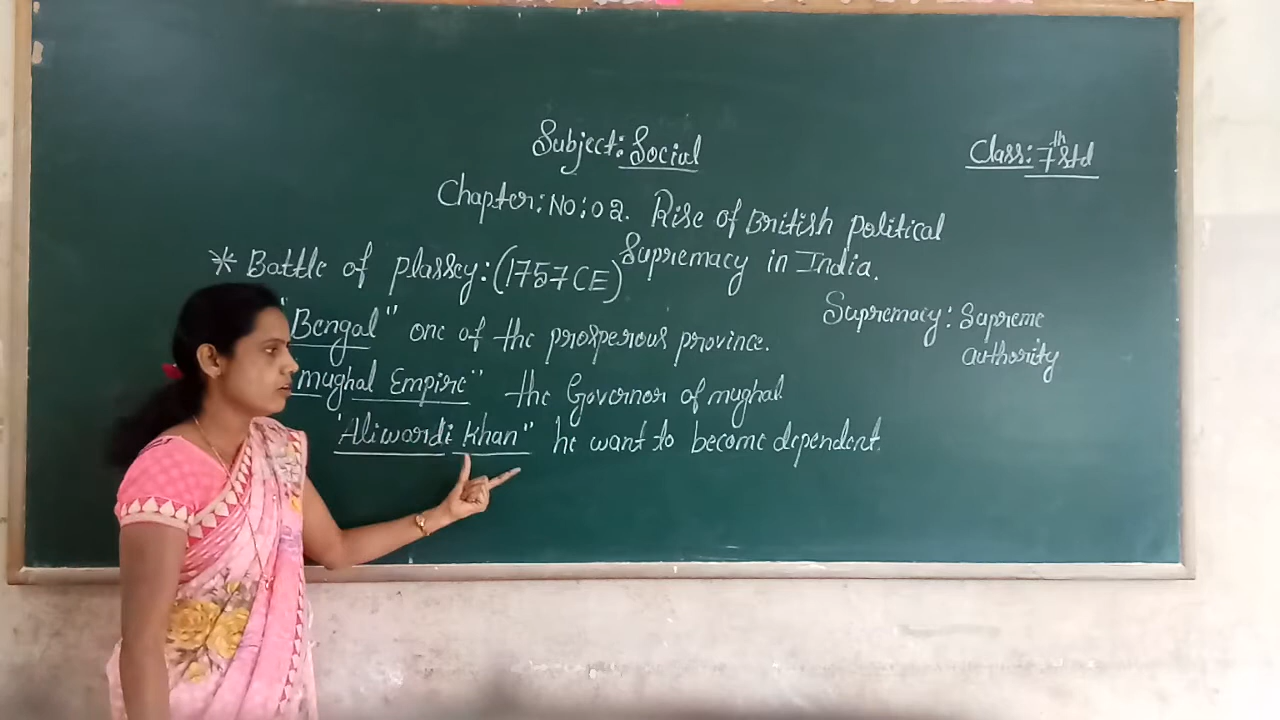 Subject: Social
Class: 7th Std
Chapter: No: 02. Rise of British Political
Supremacy in India.
* Battle of Plassey: (1757 CE)
Supremacy: Supreme
authority
"Bengal" one of the prosperous province.
mughal Empire" the Governor of mughal
"Aliwardi Khan" he want to become dependent.